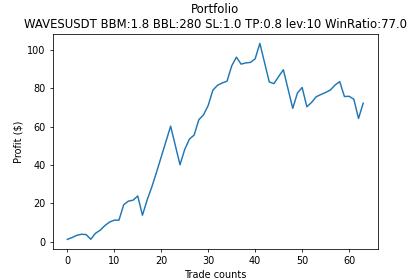 Portfolio
WAVESUSDT BBM:1.8 BBL:280 SL:1.0 TP:0.8 lev:10 WinRatio:77.0
100
80
60
40
20
0
Profit ($)
0 10 20 30 40 50 60
Trade counts